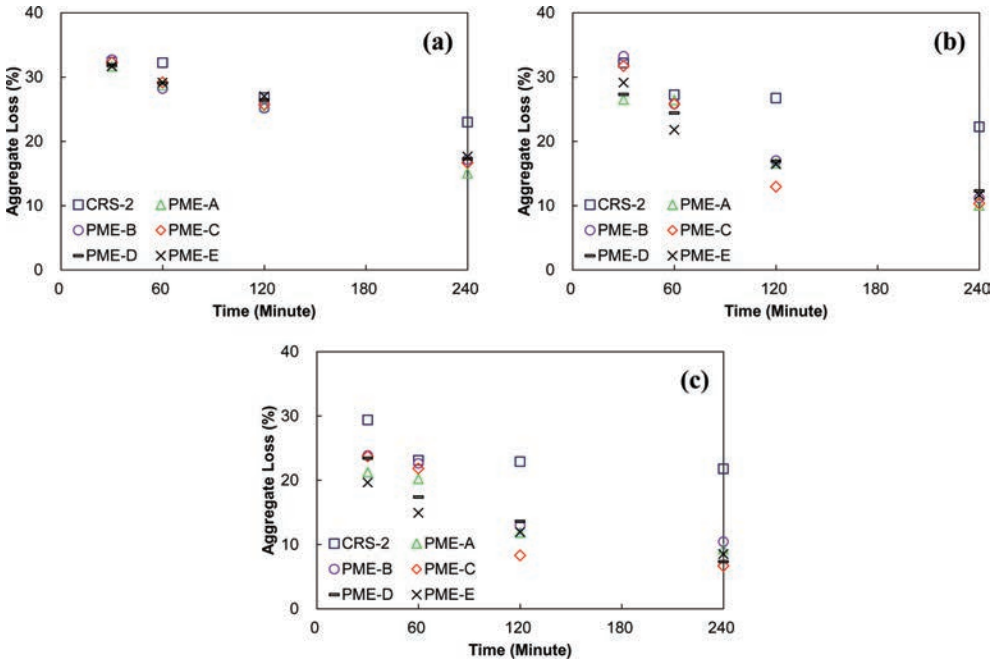 40
(a)
30
20
10
0
Aggregate Loss (%)
CRS-2 PME-A
PME-B PME-C
PME-D PME-E
0 60 120 180 240
Time (Minute)
40
(b)
30
20
10
0
Aggregate Loss (%)
CRS-2 PME-A
PME-B PME-C
PME-D PME-E
0 60 120 180 240
Time (Minute)
40
(c)
30
20
10
0
Aggregate Loss (%)
CRS-2 PME-A
PME-B PME-C
PME-D PME-E
0 60 120 180 240
Time (Minute)